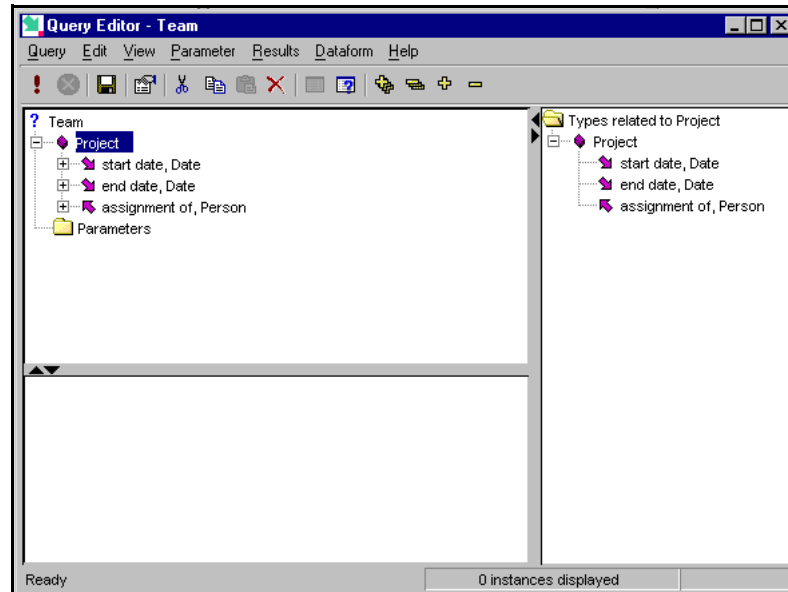 Query Editor - Team
Query Edit View Parameter Results Dataform Help
? Team
Project
start date, Date
end date, Date
assignment of, Person
Parameters
Types related to Project
Project
start date, Date
end date, Date
assignment of, Person
Ready
0 instances displayed